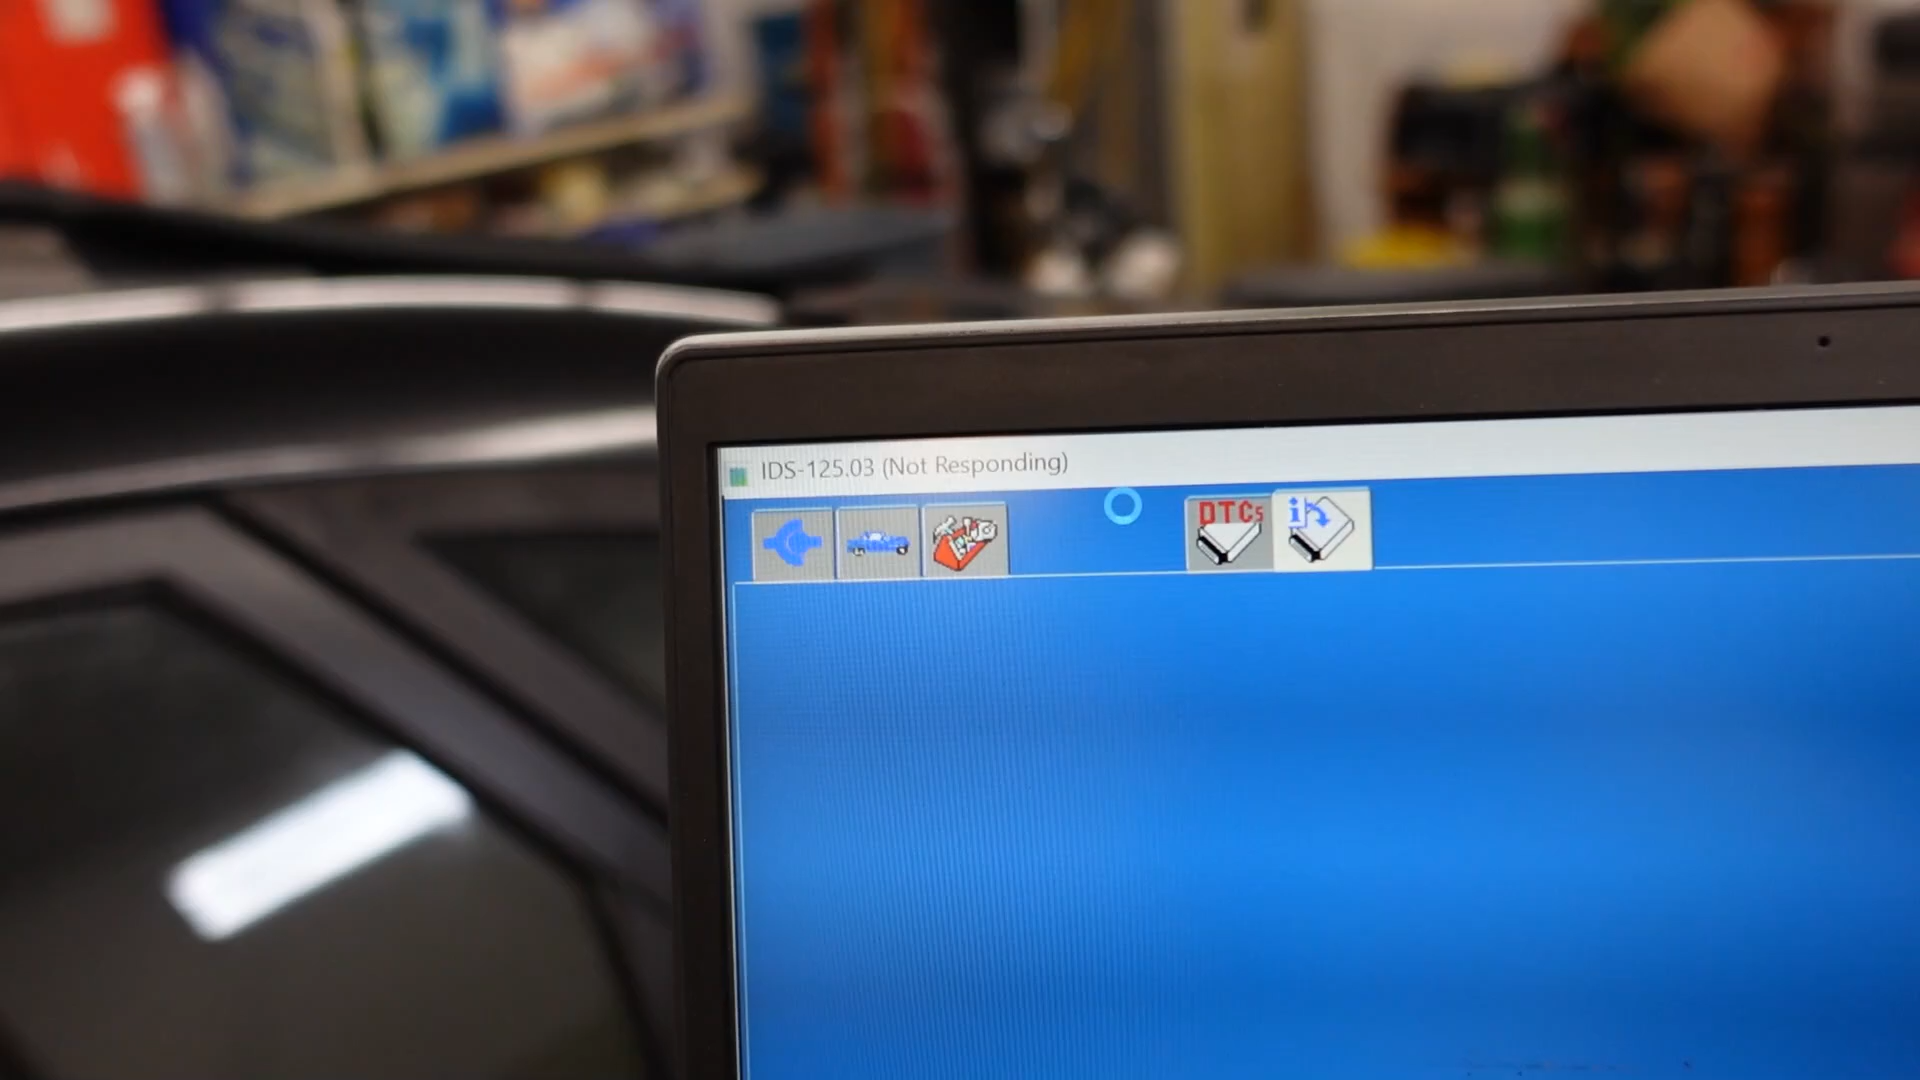 IDS-125.03 (Not Responding)
DTCs
i